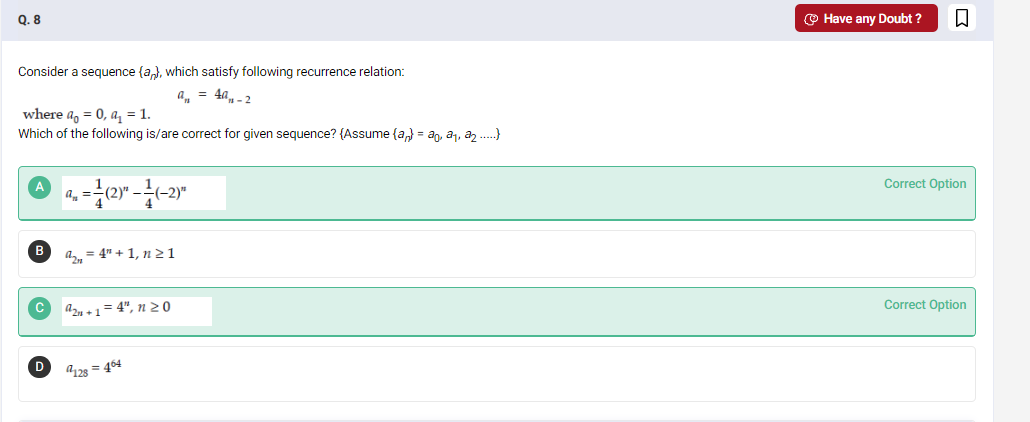 Q. 8
Have any Doubt ?
Consider a sequence {aₙ}, which satisfy following recurrence relation:
aₙ = 4aₙ₋₂
where a₀ = 0, a₁ = 1.
Which of the following is/are correct for given sequence? {Assume {aₙ} = a₀, a₁, a₂ .....}
A aₙ = 1/4 (2)ⁿ – 1/4 (–2)ⁿ Correct Option
B a₂ₙ = 4ⁿ + 1, n ≥ 1
C a₂ₙ₊₁ = 4ⁿ, n ≥ 0 Correct Option
D a₁₂₈ = 4⁶⁴